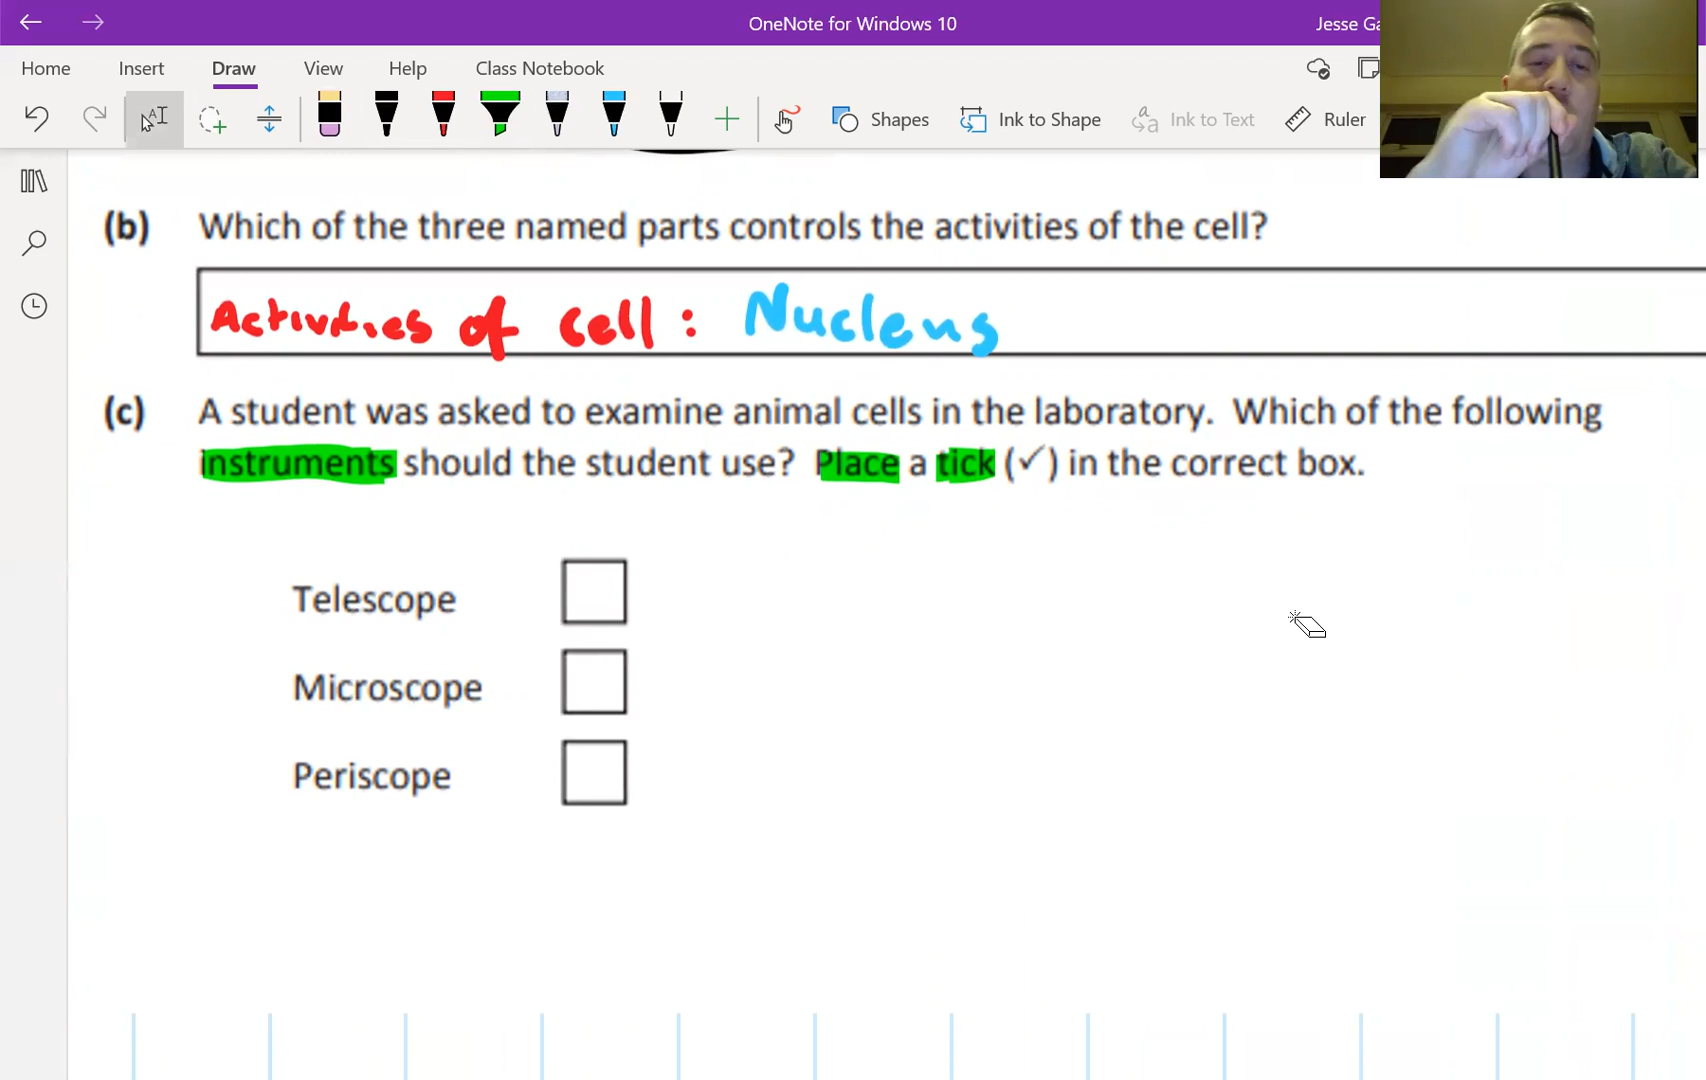 OneNote for Windows 10
Jesse Ga
Home Insert Draw View Help Class Notebook
Shapes Ink to Shape Ink to Text Ruler
(b) Which of the three named parts controls the activities of the cell?
Activities of cell: Nucleus
(c) A student was asked to examine animal cells in the laboratory. Which of the following
instruments should the student use? Place a tick (✓) in the correct box.
Telescope
Microscope
Periscope